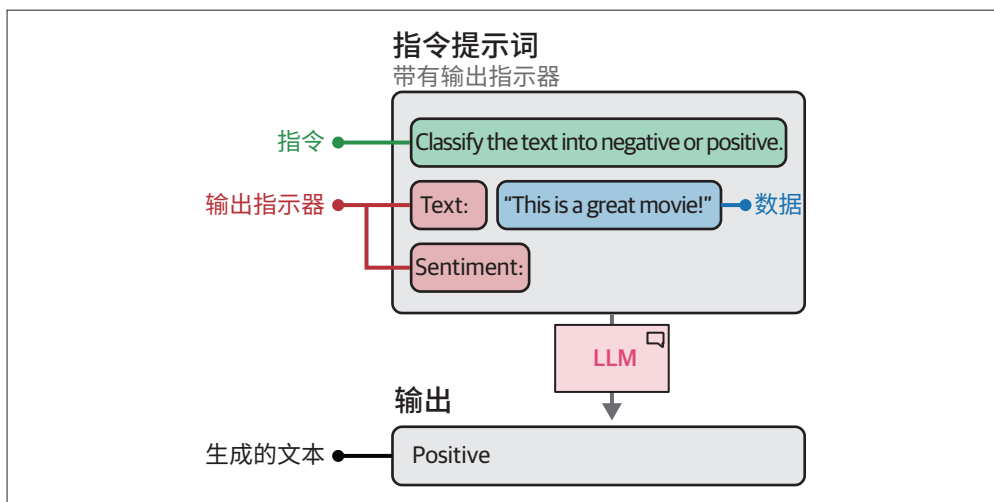 指令提示词
带有输出指示器
指令
Classify the text into negative or positive.
输出指示器
Text:
“This is a great movie!”
数据
Sentiment:
LLM
输出
生成的文本
Positive